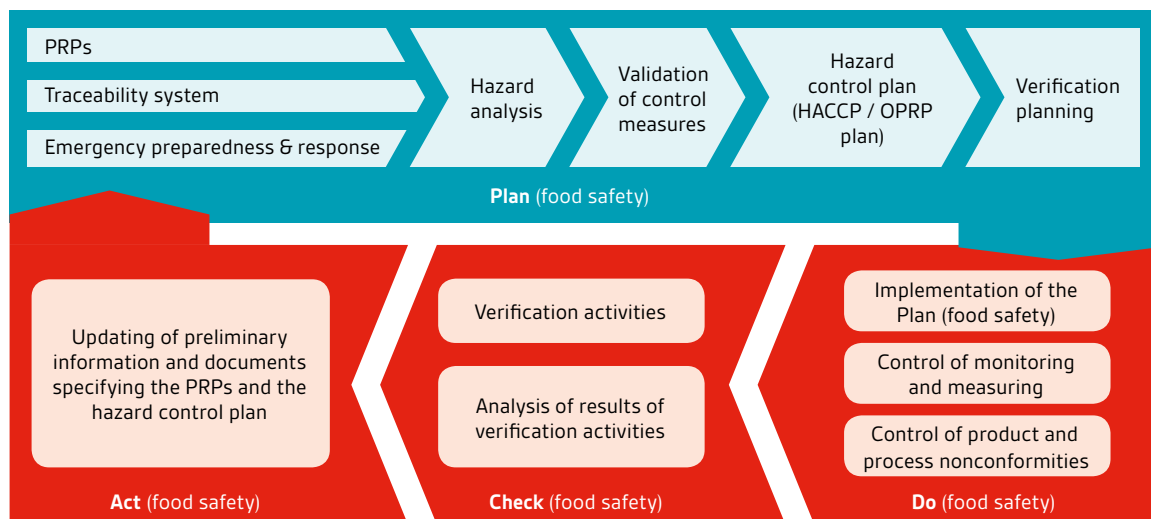 PRPs
Traceability system
Emergency preparedness & response
Hazard
analysis
Validation
of control
measures
Hazard
control plan
(HACCP / OPRP
plan)
Verification
planning
Plan (food safety)
Updating of preliminary
information and documents
specifying the PRPs and the
hazard control plan
Act (food safety)
Verification activities
Analysis of results of
verification activities
Check (food safety)
Implementation of the
Plan (food safety)
Control of monitoring
and measuring
Control of product and
process nonconformities
Do (food safety)